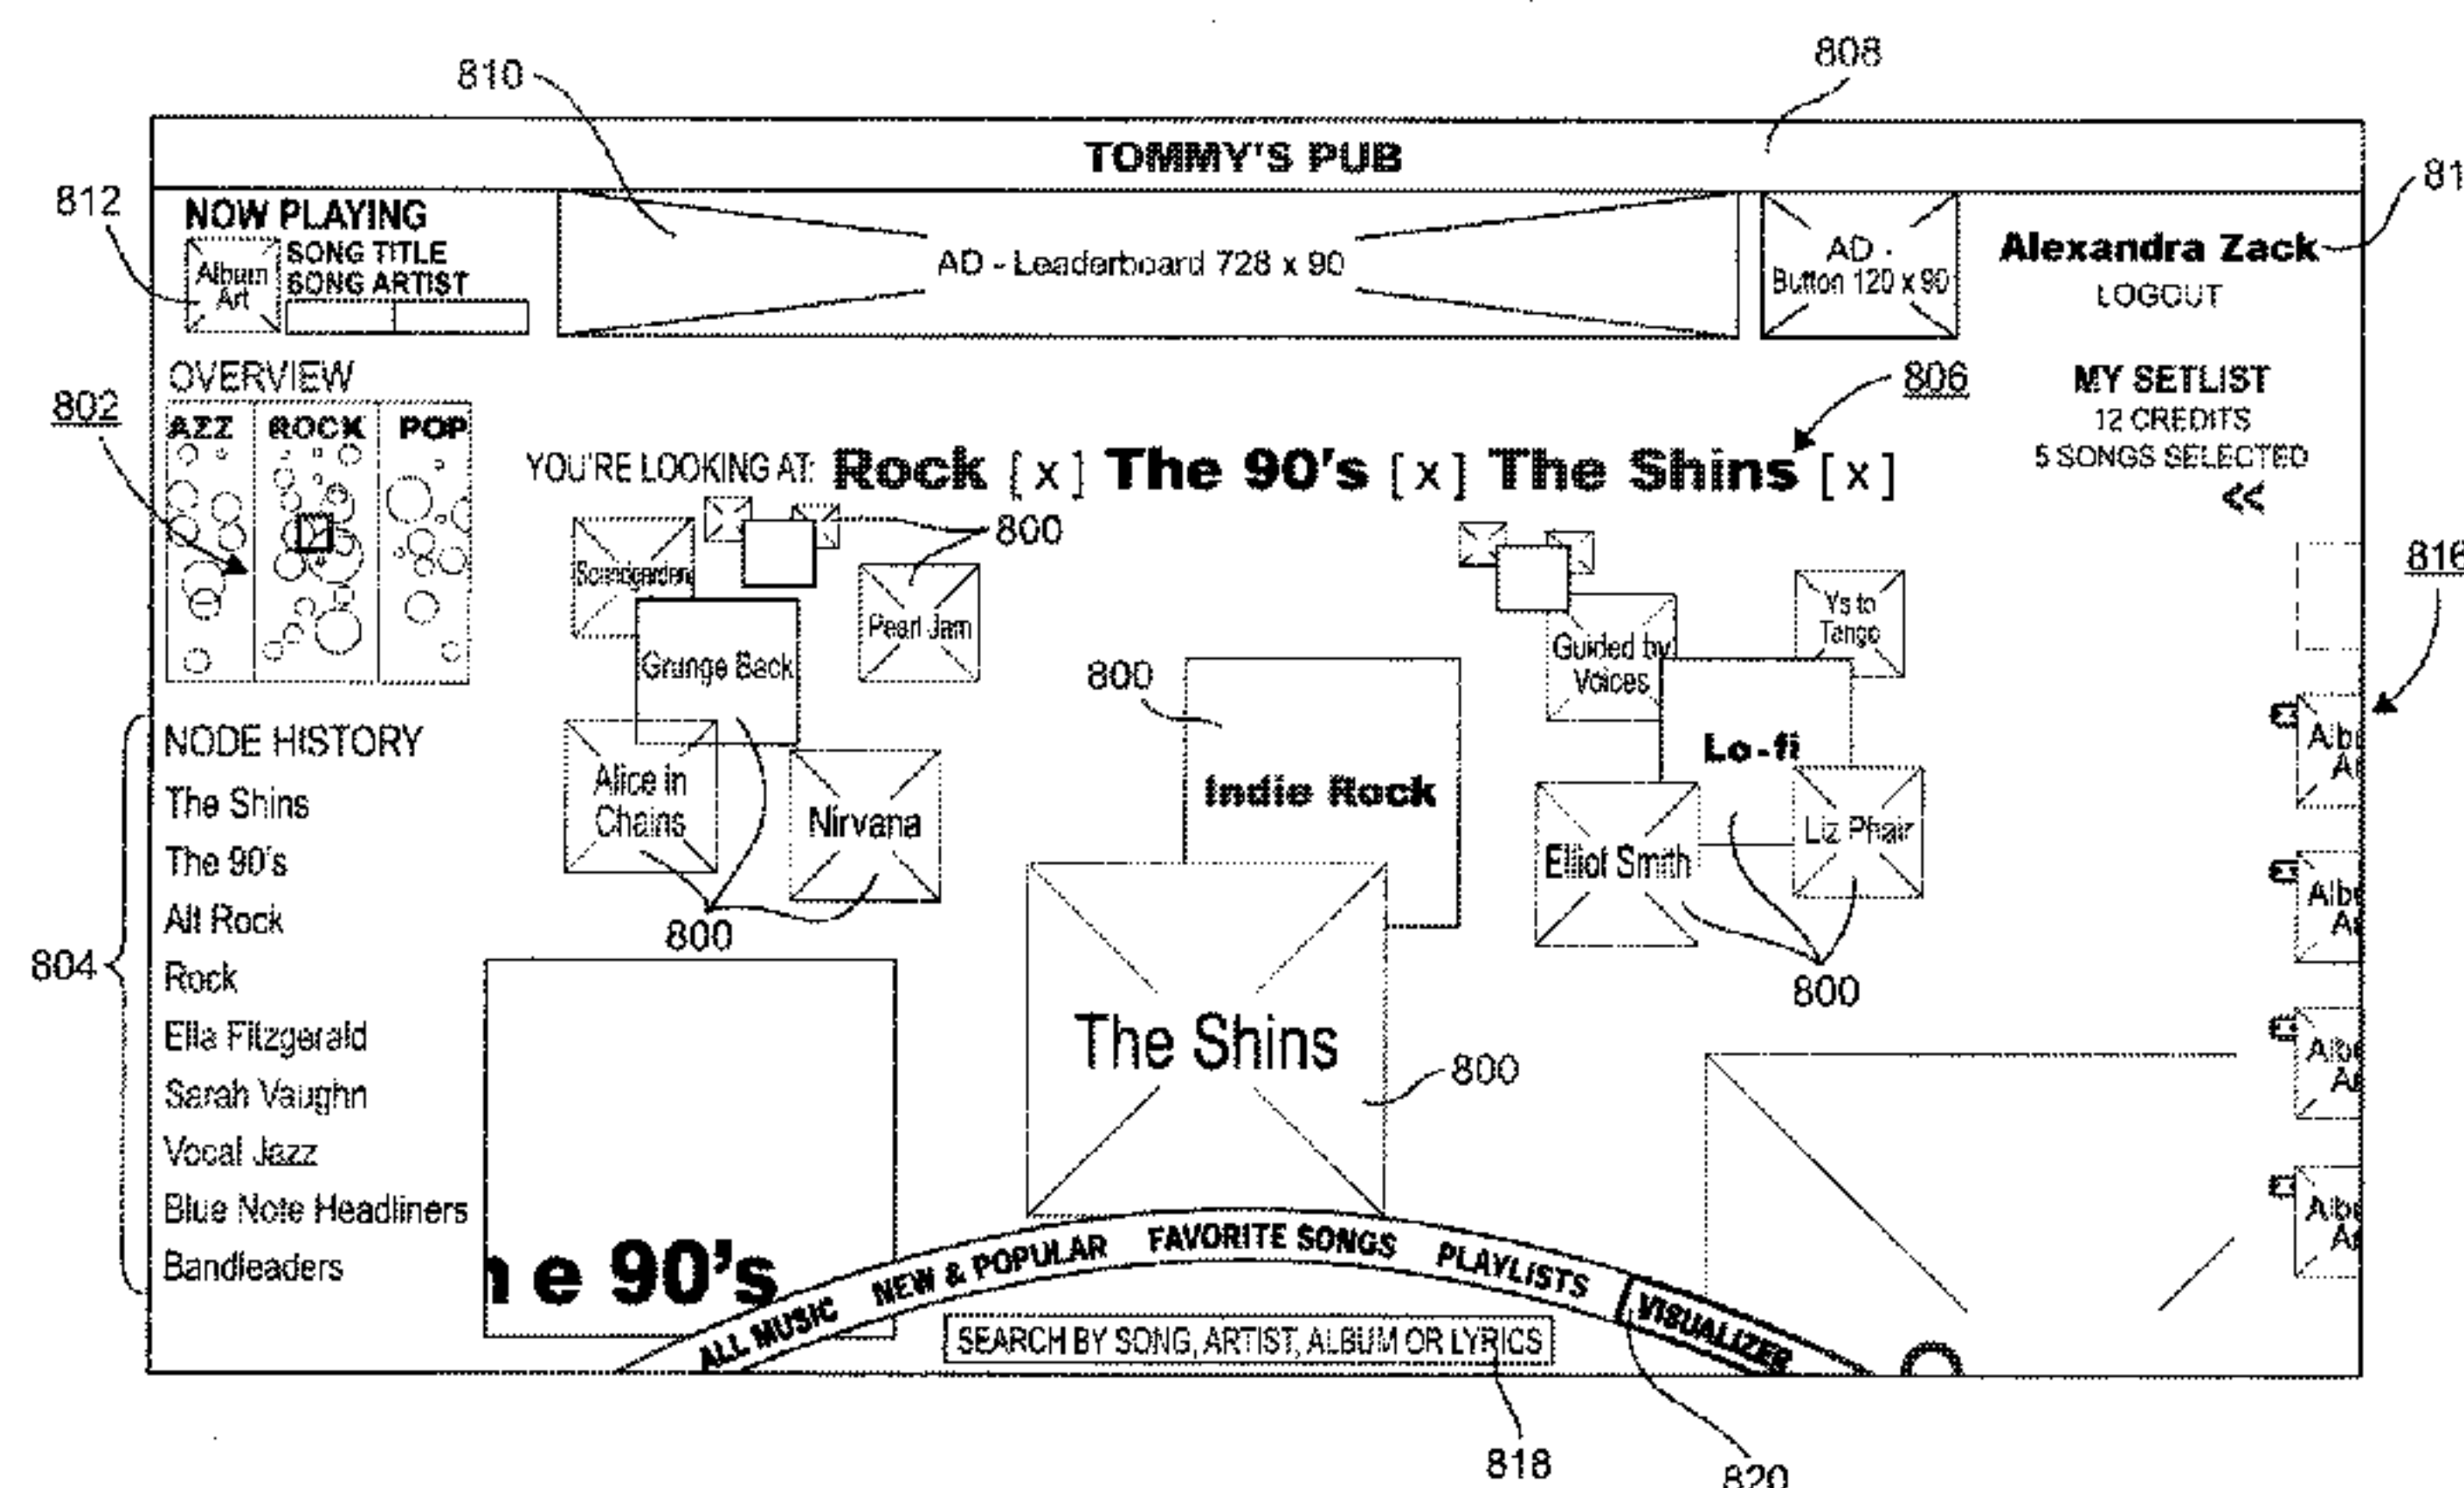 808
810
TOMMY'S PUB
812
NOW PLAYING
SONG TITLE
SONG ARTIST
Album
Art
AD - Leaderboard 728 x 90
AD -
Button 120 x 90
Alexandra Zack
LOGOUT
81
OVERVIEW
802
AZZ ROCK POP
806
MY SETLIST
12 CREDITS
5 SONGS SELECTED
<<
YOU'RE LOOKING AT: Rock [x] The 90's [x] The Shins [x]
800
816
Soundgarden
Pearl Jam
Grunge Back
Alice in
Chains
Nirvana
800
800
Indie Rock
Guided by
Voices
Ys to
Tango
Lo-fi
Elliot Smith
Liz Phair
800
The Shins
800
804
NODE HISTORY
The Shins
The 90's
Alt Rock
Rock
Ella Fitzgerald
Sarah Vaughn
Vocal Jazz
Blue Note Headliners
Bandleaders
e 90's
ALL MUSIC NEW & POPULAR FAVORITE SONGS PLAYLISTS VISUALIZER
SEARCH BY SONG, ARTIST, ALBUM OR LYRICS
818
820